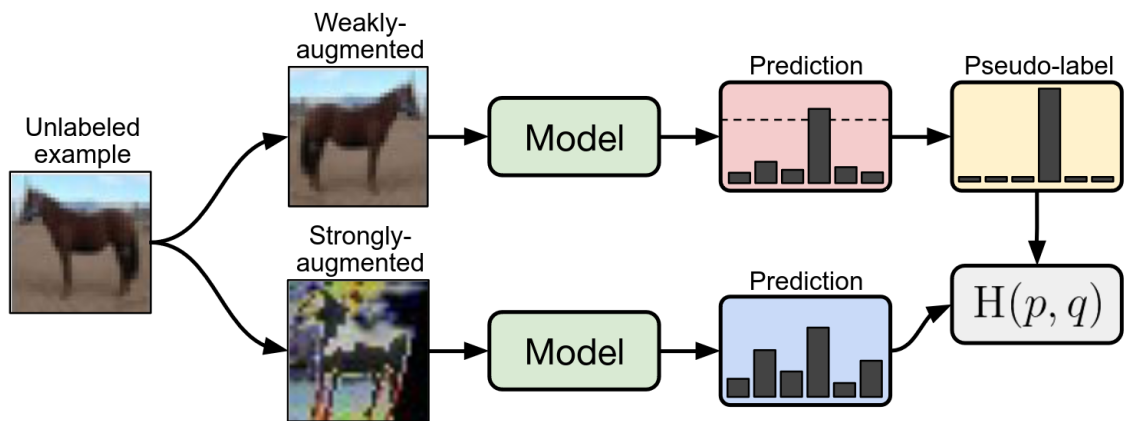 Unlabeled
example
Weakly-
augmented
Model
Prediction
Pseudo-label
Strongly-
augmented
Model
Prediction
H(p, q)